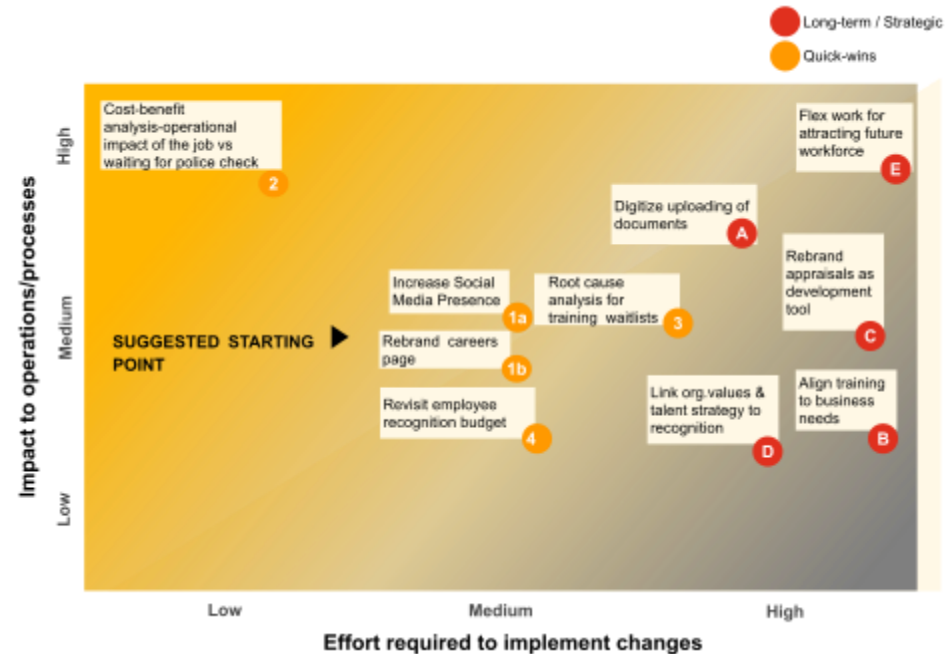 Long-term / Strategic
Quick-wins
Cost-benefit
analysis-operational
impact of the job vs
waiting for police check
2
Flex work for
attracting future
workforce
E
Digitize uploading of
documents
A
Increase Social
Media Presence
1a
Root cause
analysis for
training waitlists
3
Rebrand
appraisals as
development
tool
C
SUGGESTED STARTING
POINT
Rebrand careers
page
1b
Revisit employee
recognition budget
4
Link org.values &
talent strategy to
recognition
D
Align training
to business
needs
B
High
Medium
Low
Impact to operations/processes
Low
Medium
High
Effort required to implement changes